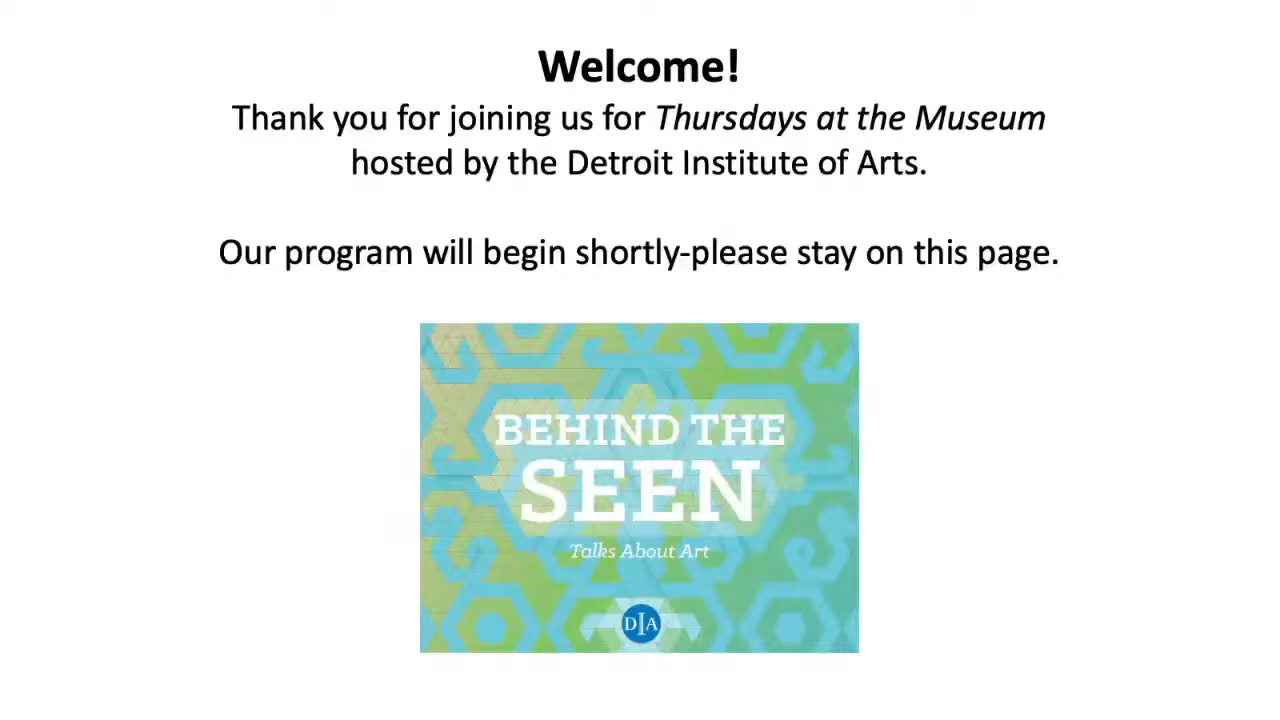 Welcome!
Thank you for joining us for Thursdays at the Museum
hosted by the Detroit Institute of Arts.
Our program will begin shortly-please stay on this page.
BEHIND THE
SEEN
Talks About Art
DIA